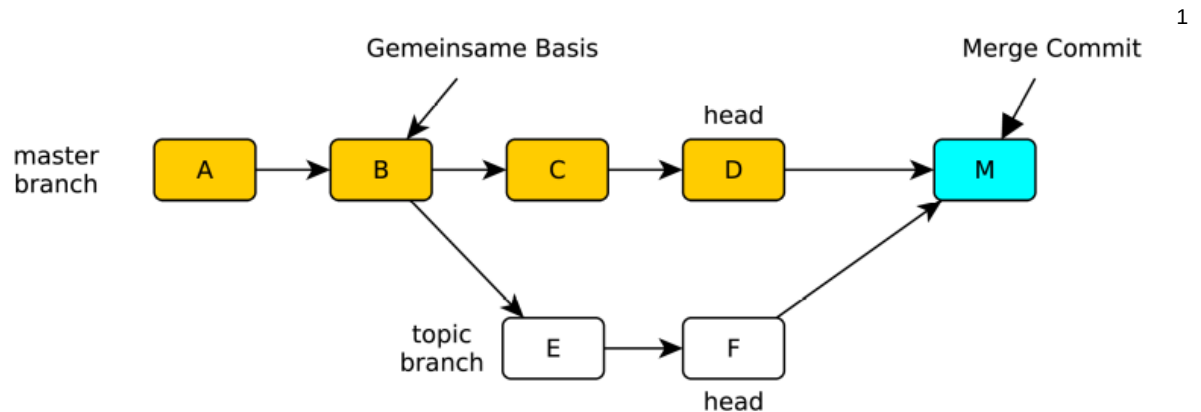 1
Gemeinsame Basis
Merge Commit
head
master
branch
A
B
C
D
M
topic
branch
E
F
head